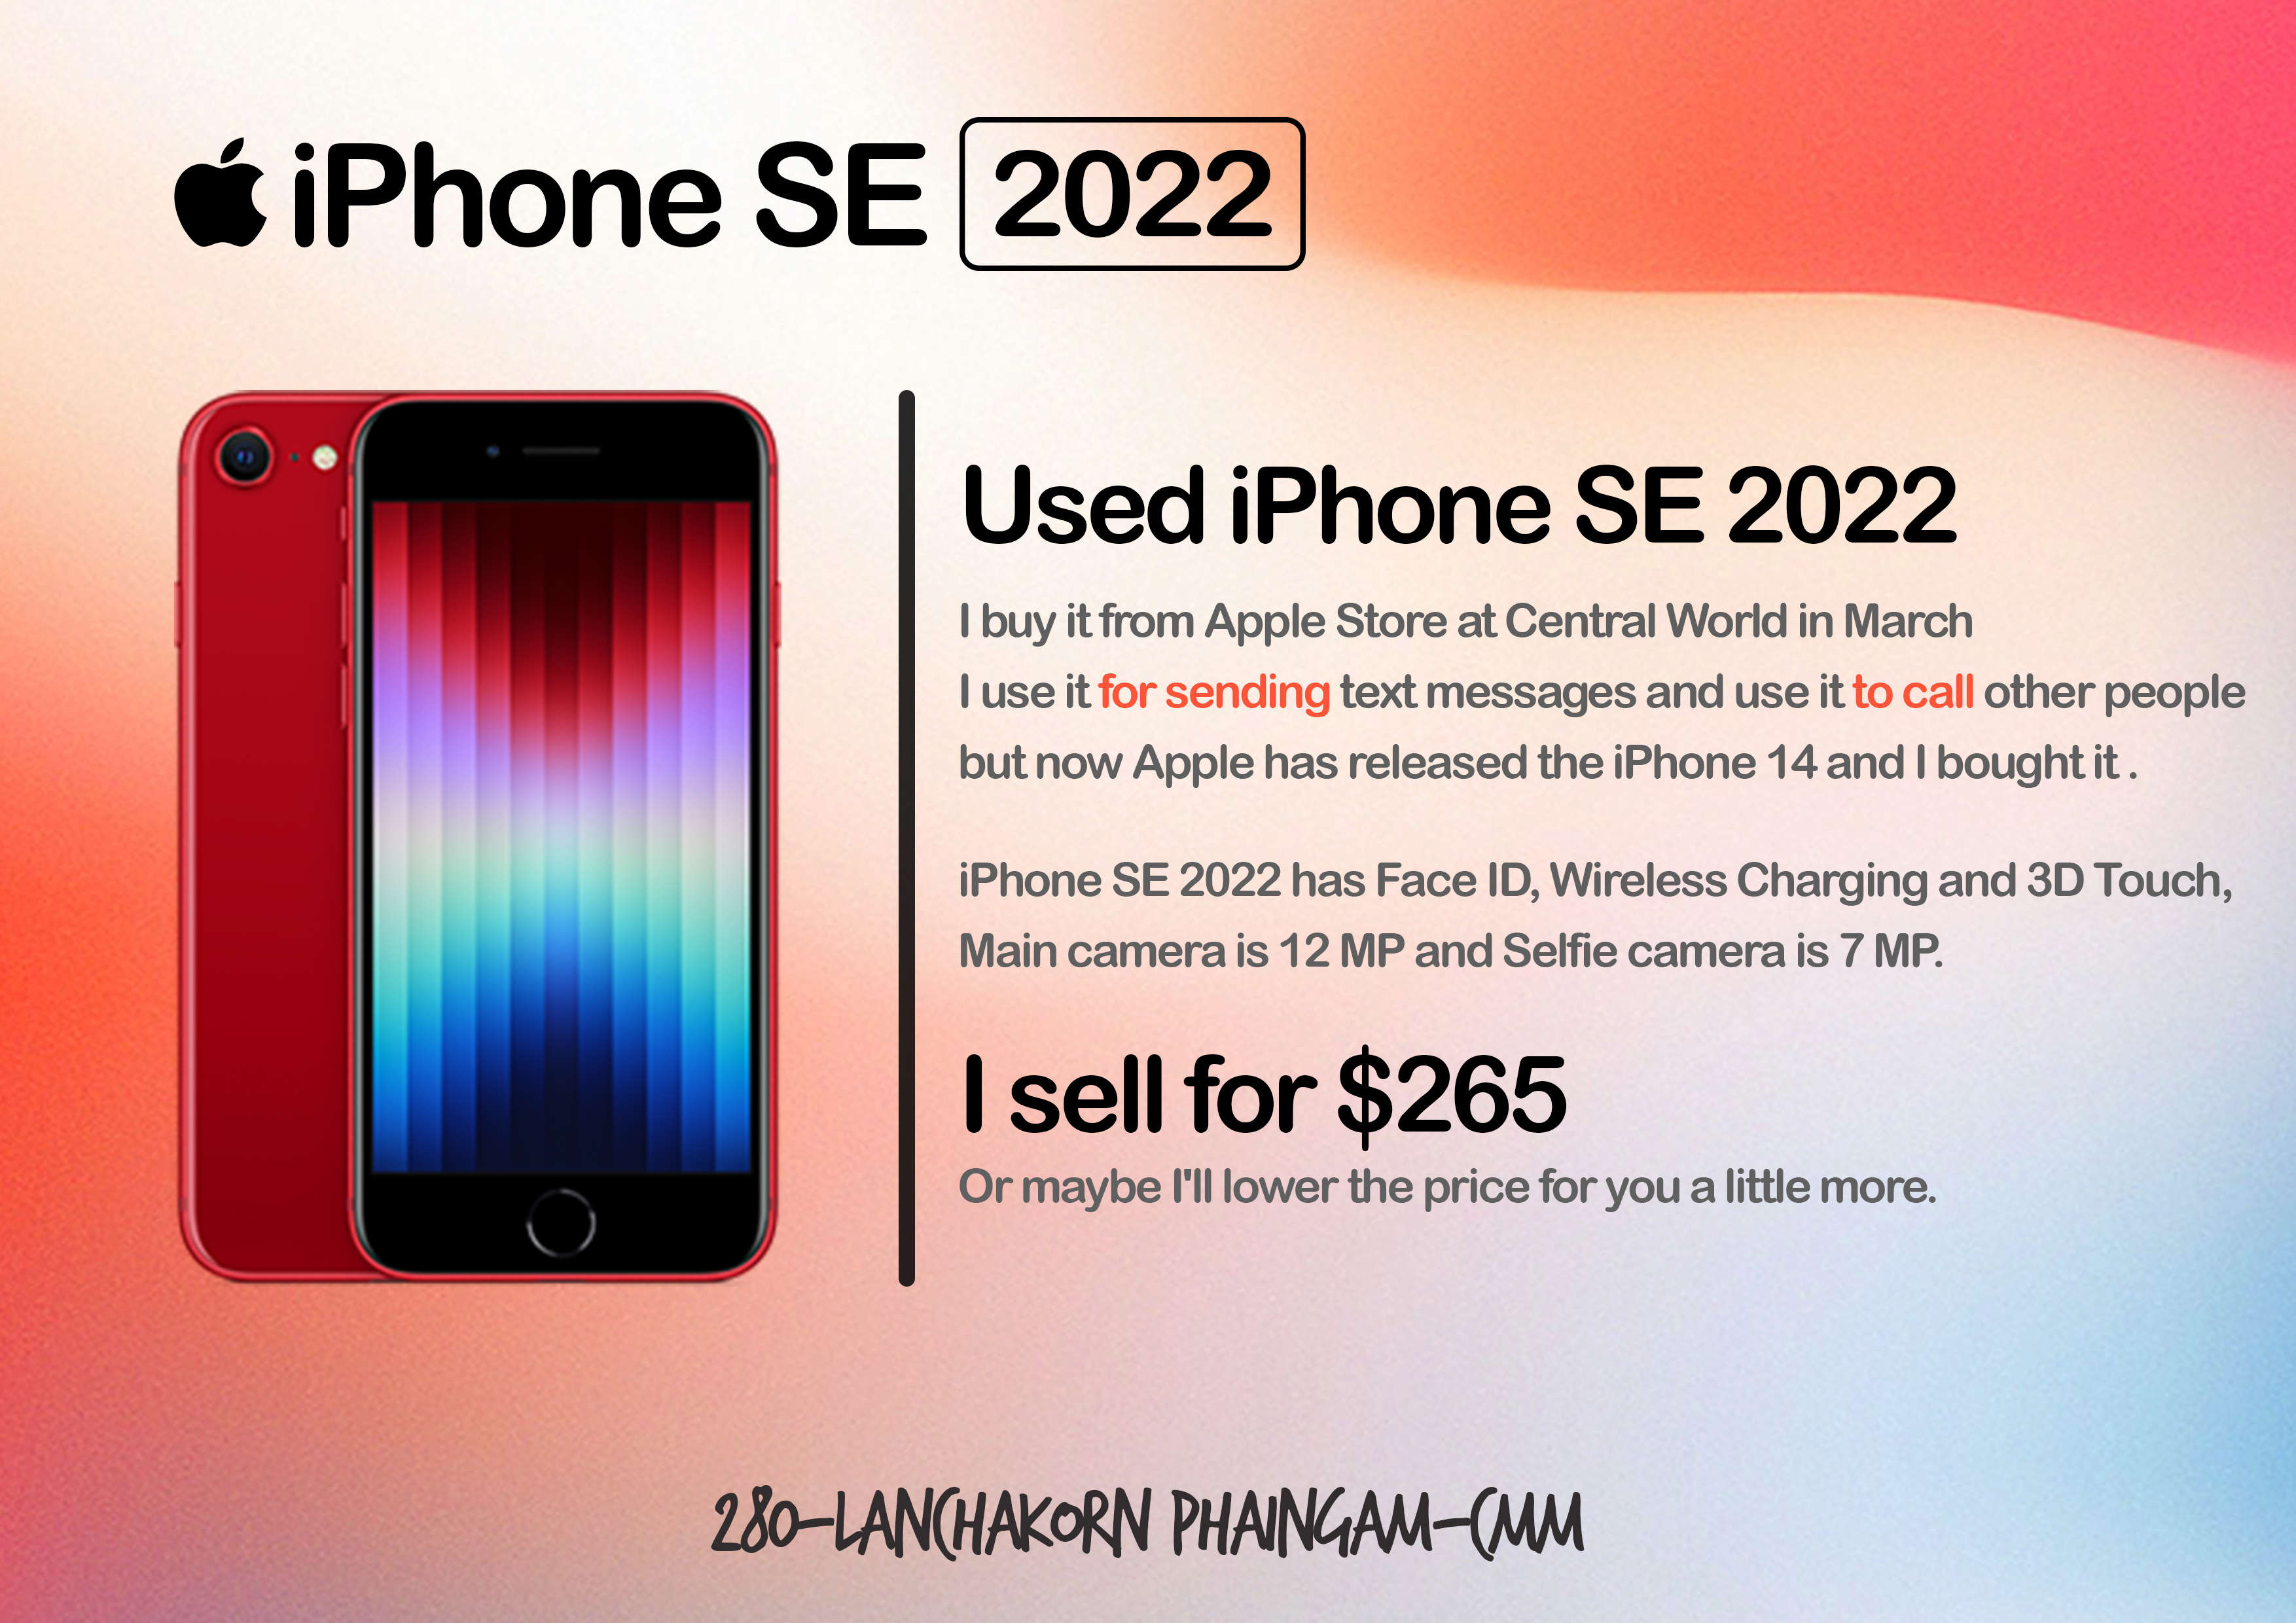 iPhone SE 2022
Used iPhone SE 2022
I buy it from Apple Store at Central World in March
I use it for sending text messages and use it to call other people
but now Apple has released the iPhone 14 and I bought it .
iPhone SE 2022 has Face ID, Wireless Charging and 3D Touch,
Main camera is 12 MP and Selfie camera is 7 MP.
I sell for $265
Or maybe I'll lower the price for you a little more.
280-LANCHAKORN PHAINGAM-CMM